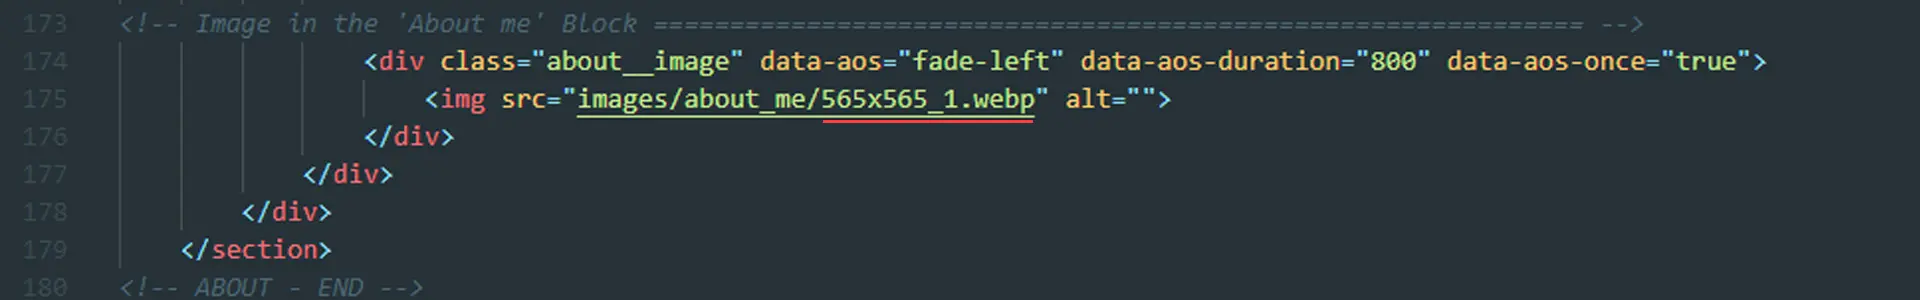 173 <!-- Image in the 'About me' Block ============================================================= -->
174 <div class="about__image" data-aos="fade-left" data-aos-duration="800" data-aos-once="true">
175 <img src="images/about_me/565x565_1.webp" alt="">
176 </div>
177 </div>
178 </div>
179 </section>
180 <!-- ABOUT - END -->